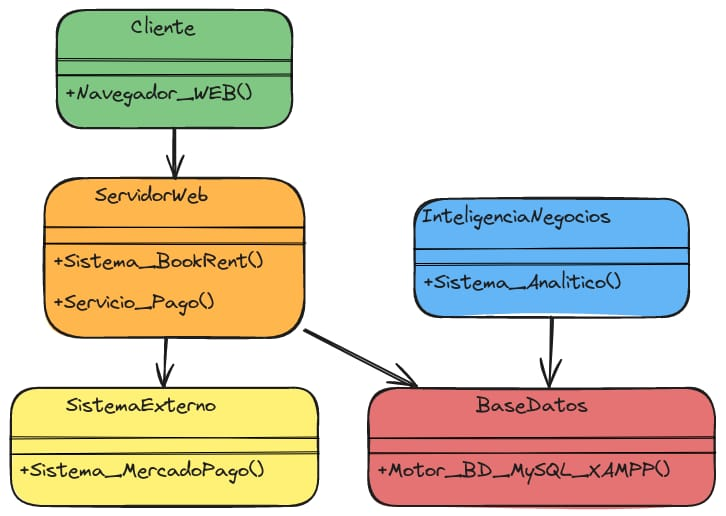 Cliente
+Navegador_WEB()
ServidorWeb
+Sistema_BookRent()
+Servicio_Pago()
InteligenciaNegocios
+Sistema_Analitico()
SistemaExterno
+Sistema_MercadoPago()
BaseDatos
+Motor_BD_MySQL_XAMPP()